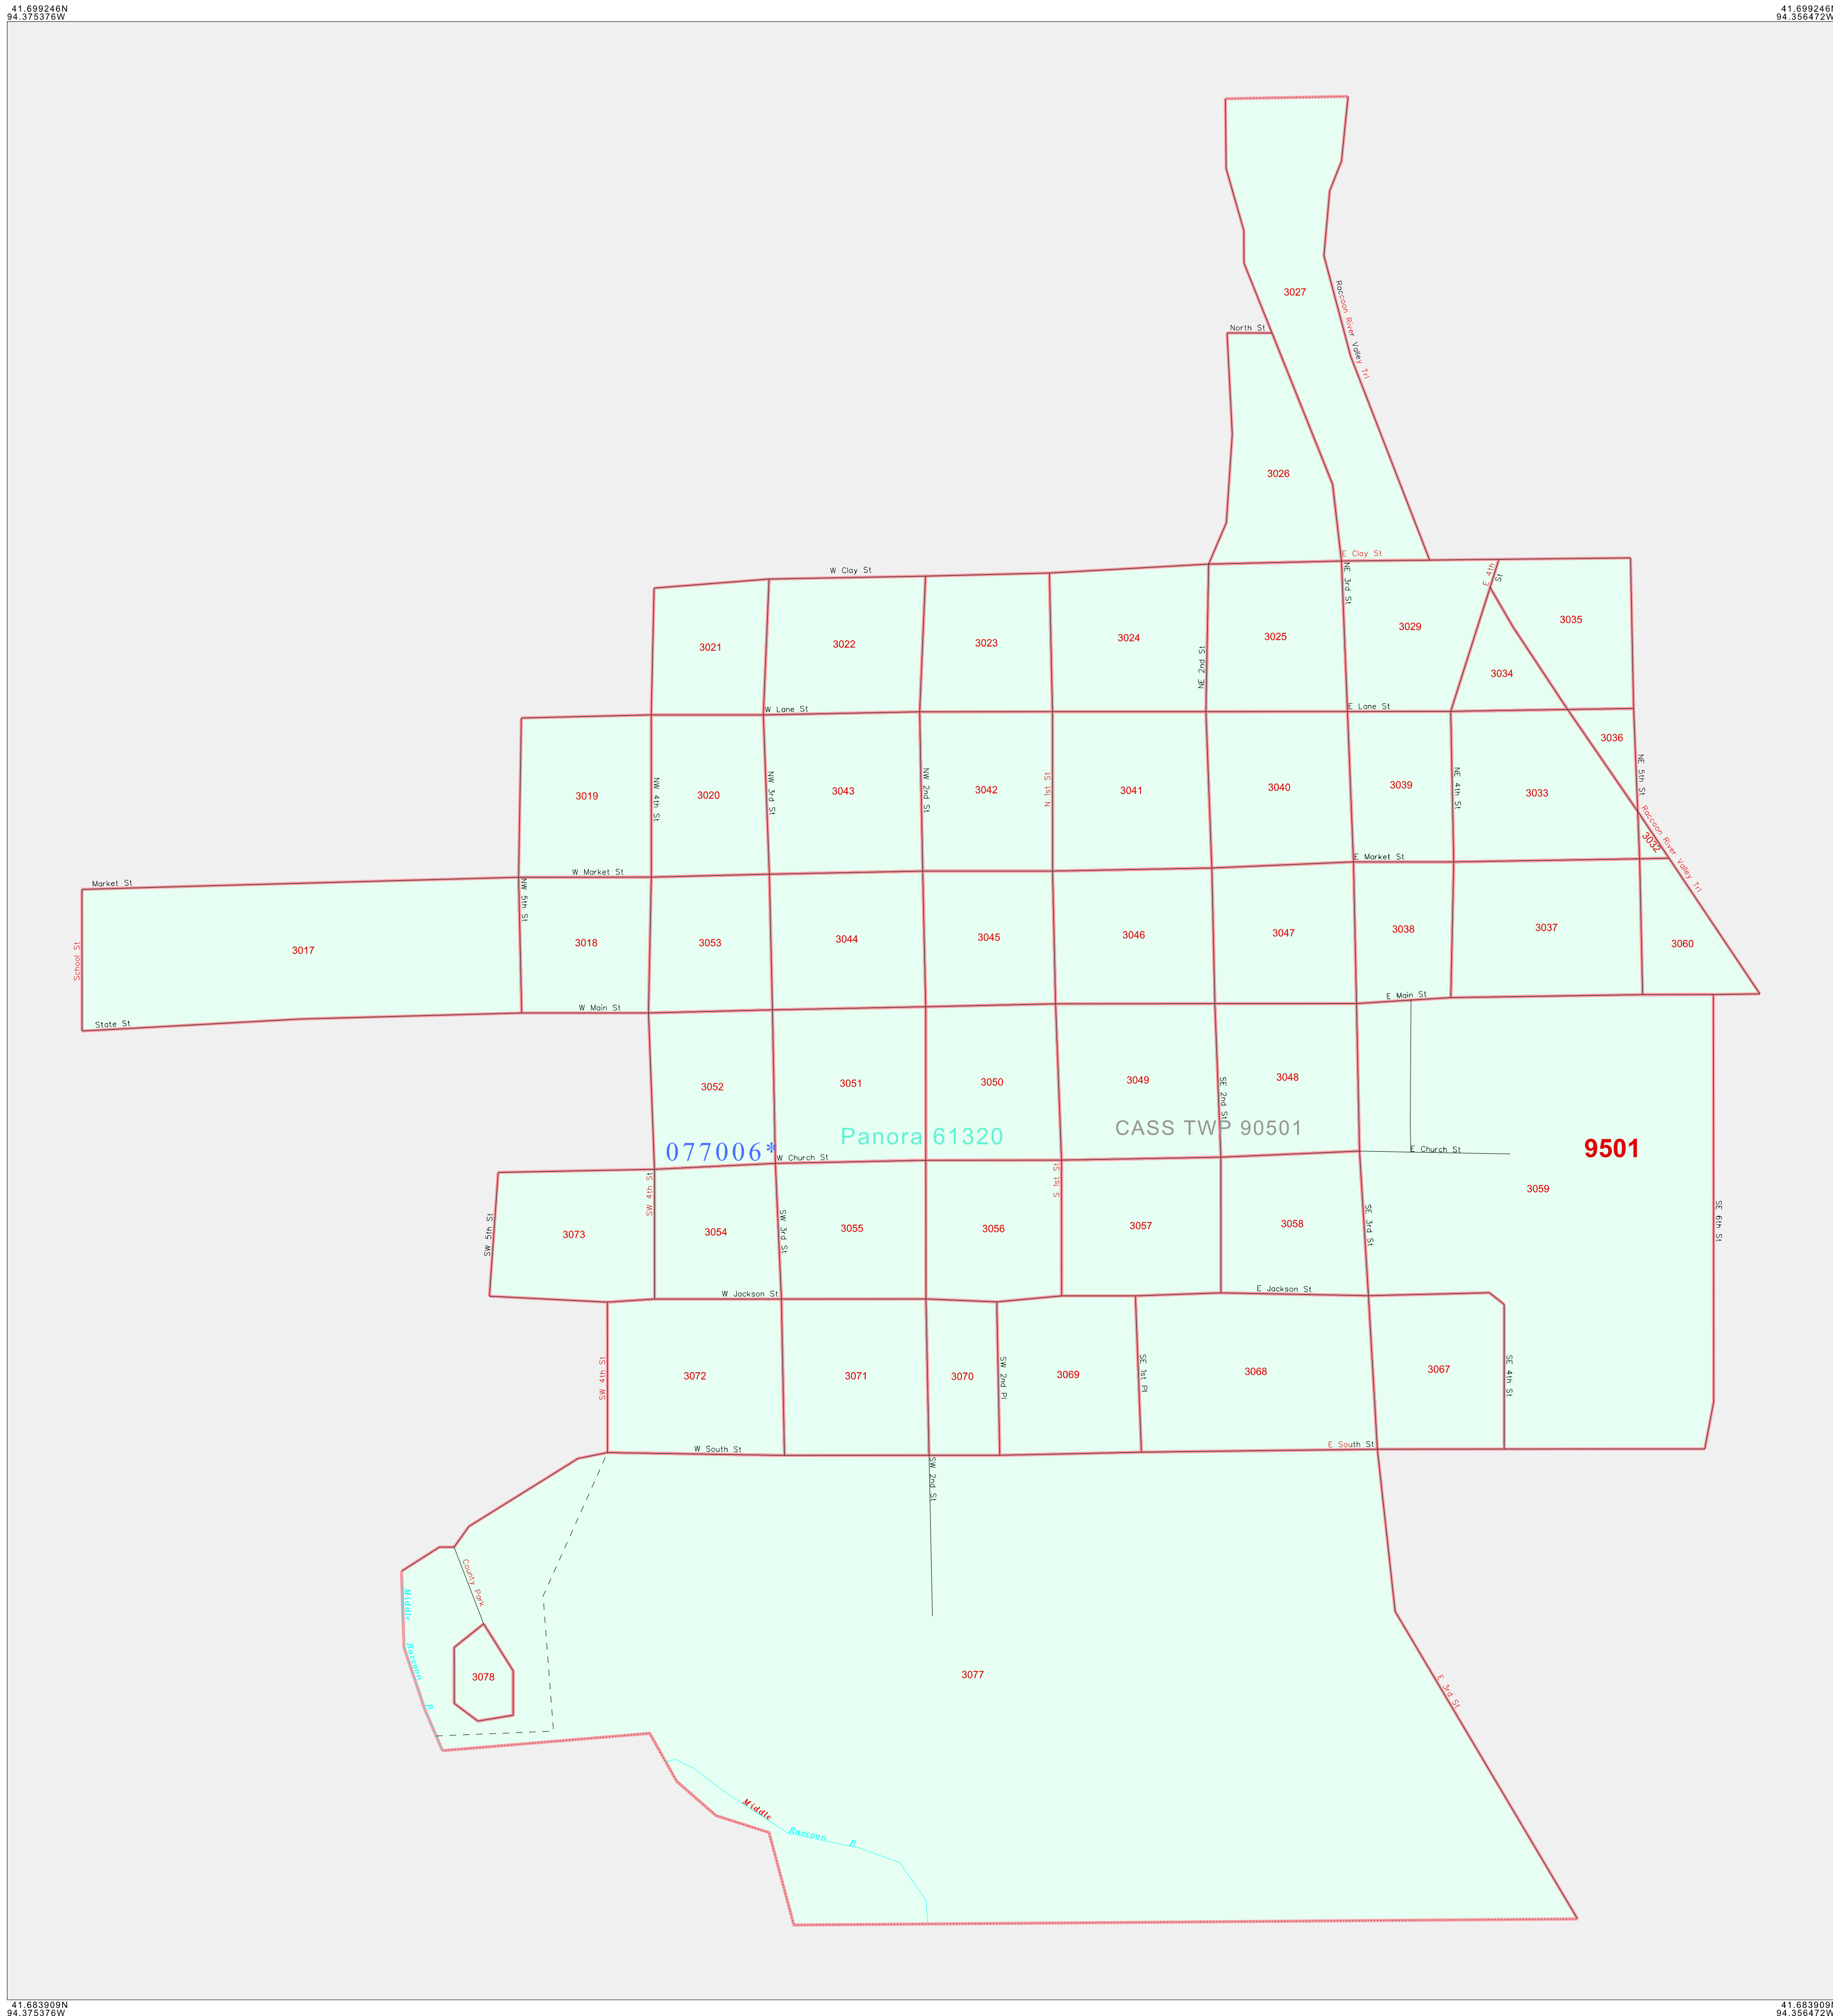 41.699246N
94.375376W
41.699246N
94.356472W
3027
Raccoon River Valley Trl
North St
3026
E Clay St
W Clay St
E 4th St
NE 3rd St
3035
3029
3025
3024
3023
3022
3021
NE 2nd St
3034
W Lane St
E Lane St
3036
NE 5th St
3019
NW 4th St
3020
NW 3rd St
3043
NW 2nd St
3042
N 1st St
3041
3040
3039
NE 4th St
3033
Raccoon River Valley Trl
3032
E Market St
W Market St
Market St
NW 5th St
School St
3017
3018
3053
3044
3045
3046
3047
3038
3037
3060
E Main St
W Main St
State St
3052
3051
3050
3049
SE 2nd St
3048
077006*
Panora 61320
CASS TWP 90501
9501
W Church St
E Church St
3059
SW 4th St
S 1st St
SW 5th St
3073
3054
SW 3rd St
3055
3056
3057
3058
SE 3rd St
SE 6th St
W Jackson St
E Jackson St
SW 4th St
3072
3071
3070
SW 2nd Pl
3069
SE 1st Pl
3068
3067
SE 4th St
W South St
E South St
SW 2nd St
County Park
Middle Raccoon R
3078
3077
E 3rd St
Middle Raccoon R
41.683909N
94.375376W
41.683909N
94.356472W